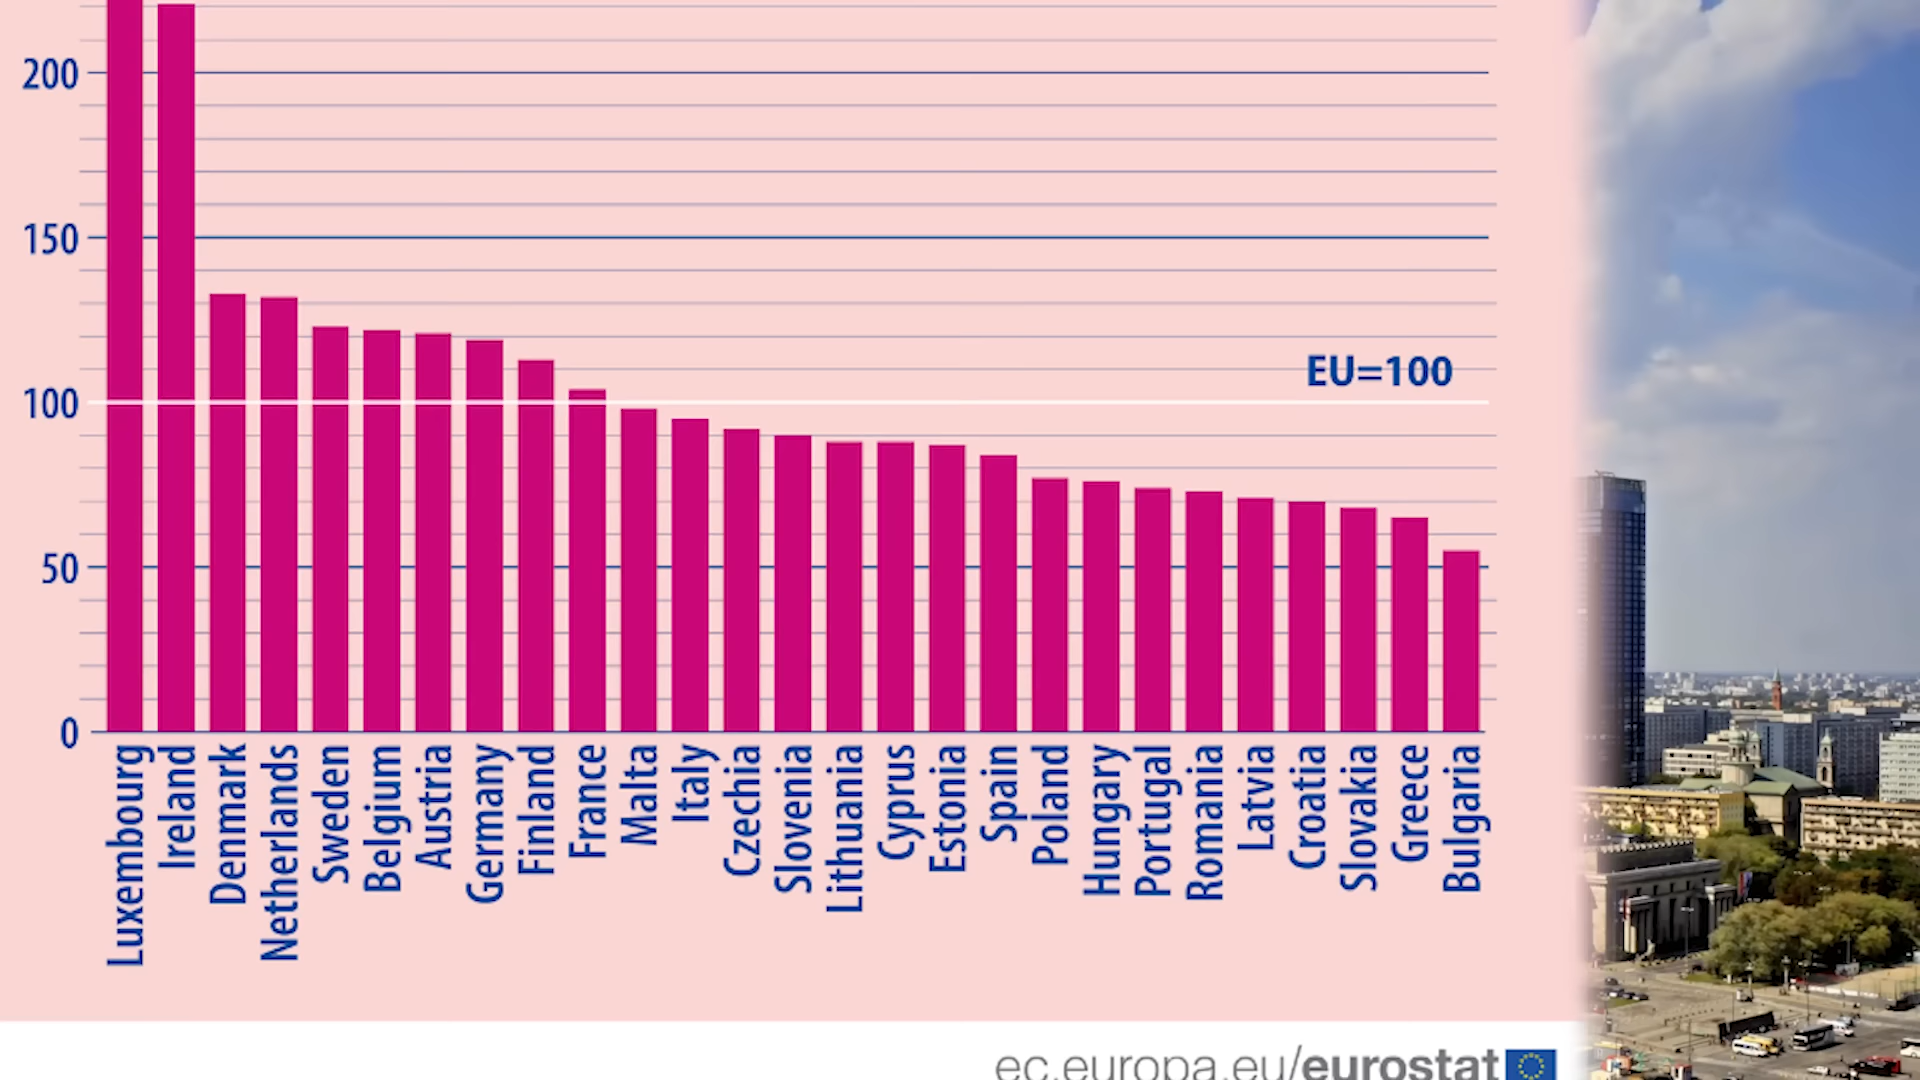 200
150
EU=100
100
50
0
Luxembourg
Ireland
Denmark
Netherlands
Sweden
Belgium
Austria
Germany
Finland
France
Malta
Italy
Czechia
Slovenia
Lithuania
Cyprus
Estonia
Spain
Poland
Hungary
Portugal
Romania
Latvia
Croatia
Slovakia
Greece
Bulgaria
ec.europa.eu/eurostat